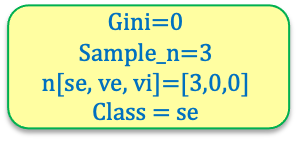 Gini=0
Sample_n=3
n[se, ve, vi]=[3,0,0]
Class = se